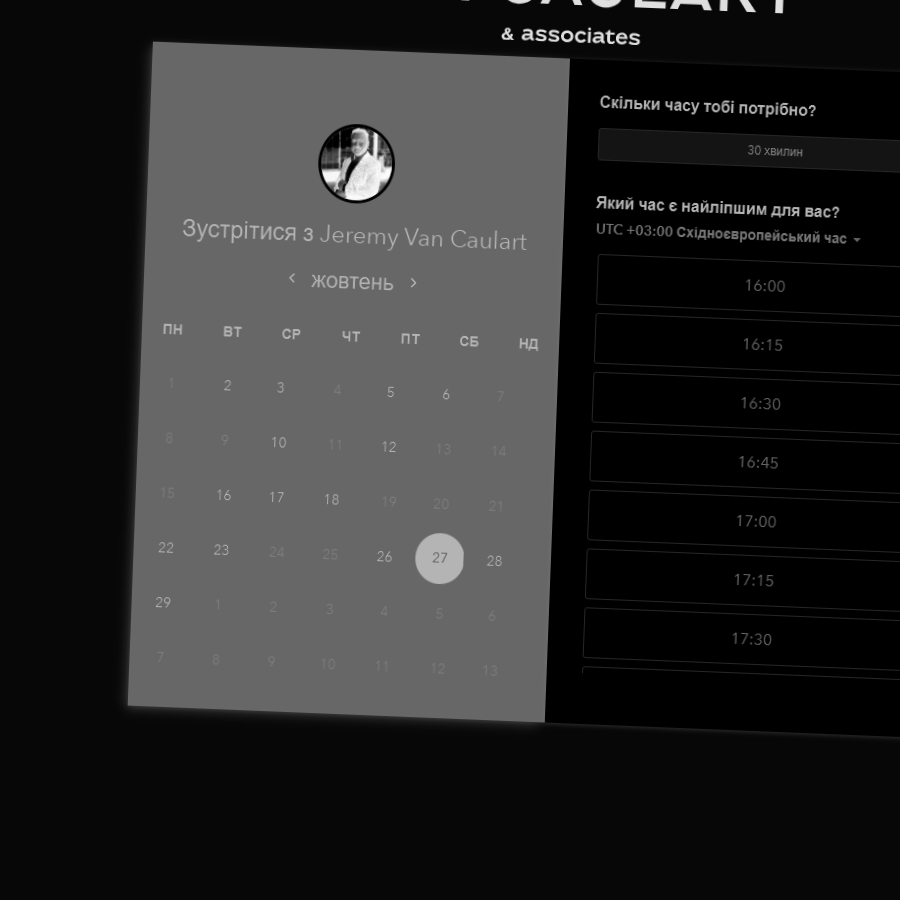 CAULART
& associates
Зустрітися з Jeremy Van Caulart
жовтень
ПН ВТ СР ЧТ ПТ СБ НД
1 2 3 4 5 6 7
8 9 10 11 12 13 14
15 16 17 18 19 20 21
22 23 24 25 26 27 28
29 1 2 3 4 5 6
7 8 9 10 11 12 13
Скільки часу тобі потрібно?
30 хвилин
Який час є найліпшим для вас?
UTC +03:00 Східноєвропейський час
16:00
16:15
16:30
16:45
17:00
17:15
17:30